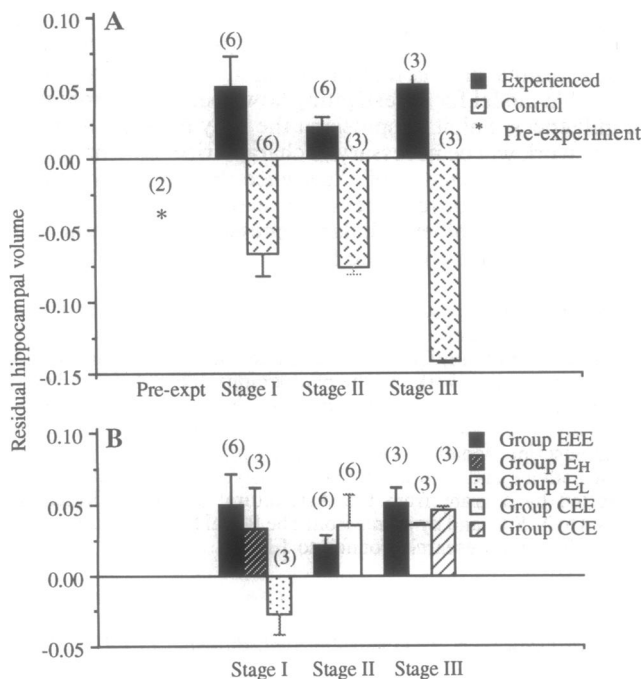 Residual hippocampal volume
A
0.10
0.05
0.00
-0.05
-0.10
-0.15
(2)
*
(6)
(6)
(6)
(3)
(3)
(3)
Experienced
Control
* Pre-experiment
Pre-expt Stage I Stage II Stage III
B
0.10
0.05
0.00
-0.05
(6)
(3)
(3)
(6)
(6)
(3)
(3)
(3)
Group EEE
Group EH
Group EL
Group CEE
Group CCE
Stage I Stage II Stage III